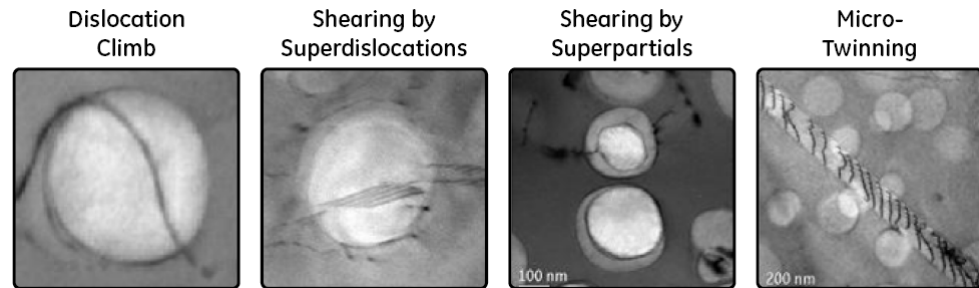 Dislocation
Climb
Shearing by
Superdislocations
Shearing by
Superpartials
Micro-
Twinning
100 nm
200 nm